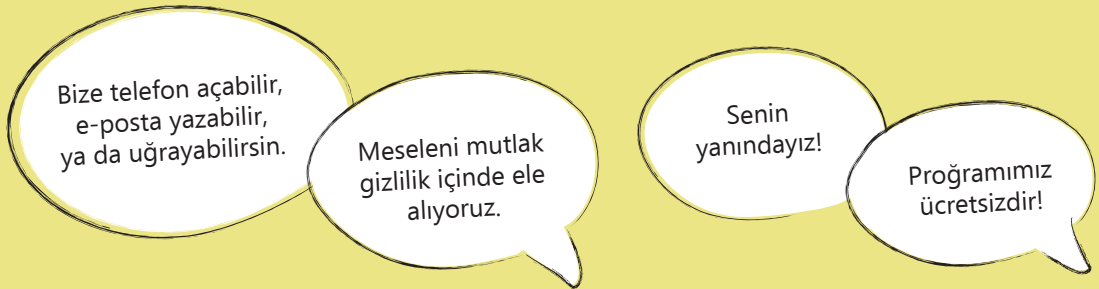 Bize telefon açabilir,
e-posta yazabilir,
ya da uğrayabilirsin.
Meseleni mutlak
gizlilik içinde ele
alıyoruz.
Senin
yanındayız!
Proğramımız
ücretsizdir!